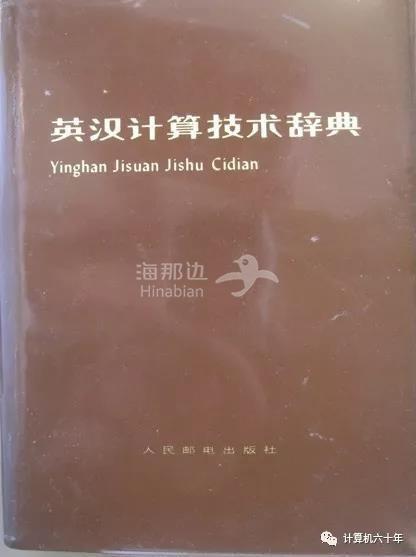 英汉计算技术辞典
Yinghan Jisuan Jishu Cidian
海那边
Hinabian
人民邮电出版社
计算机六十年